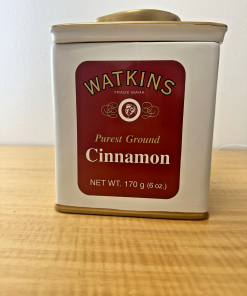 WATKINS
TRADE MARK
Purest Ground
Cinnamon
NET WT. 170 g (6 oz.)